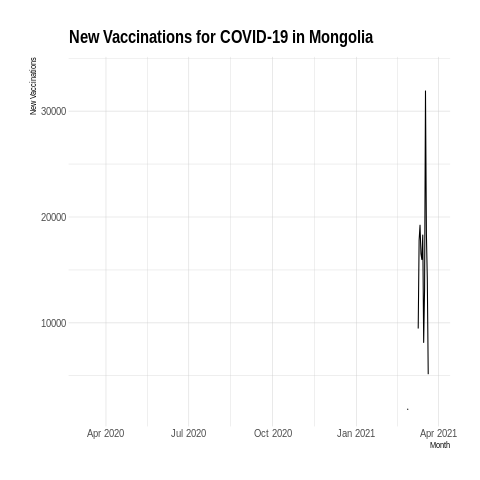 New Vaccinations for COVID-19 in Mongolia
New Vaccinations
30000
20000
10000
Apr 2020 Jul 2020 Oct 2020 Jan 2021 Apr 2021
Month